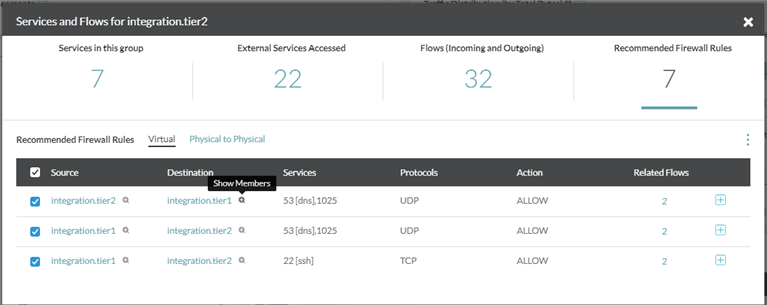 Services and Flows for integration.tier2
Services in this group External Services Accessed Flows (Incoming and Outgoing) Recommended Firewall Rules
7 22 32 7
Recommended Firewall Rules Virtual Physical to Physical
Source Destination Services Protocols Action Related Flows
Show Members
integration.tier2 integration.tier1 53 [dns],1025 UDP ALLOW 2
integration.tier1 integration.tier2 53 [dns],1025 UDP ALLOW 2
integration.tier1 integration.tier2 22 [ssh] TCP ALLOW 2